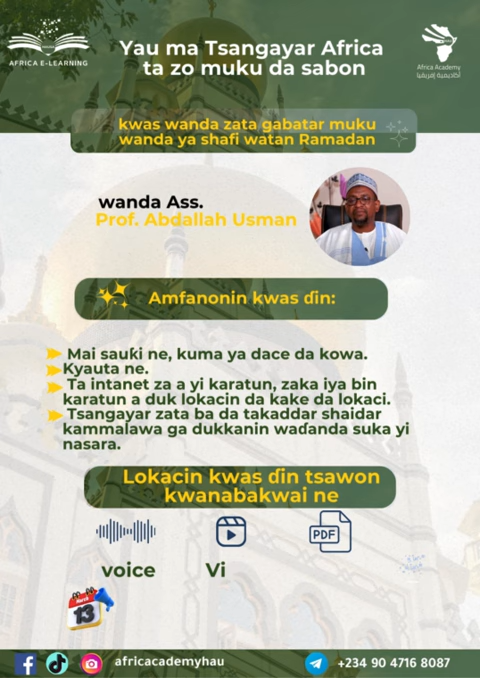 AFRICA E-LEARNING
Yau ma Tsangayar Africa
ta zo muku da sabon
Africa Academy
أكاديمية إفريقيا
kwas wanda zata gabatar muku
wanda ya shafi watan Ramadan
wanda Ass.
Prof. Abdallah Usman
Amfanonin kwas ɗin:
Mai sauƙi ne, kuma ya dace da kowa.
Kyauta ne.
Ta intanet za a yi karatun, zaka iya bin
karatun a duk lokacin da kake da lokaci.
Tsangayar zata ba da takaddar shaidar
kammalawa ga dukkanin waɗanda suka yi
nasara.
Lokacin kwas ɗin tsawon
kwanabakwai ne
PDF
voice Vi
March
13
africacademyhau +234 90 4716 8087